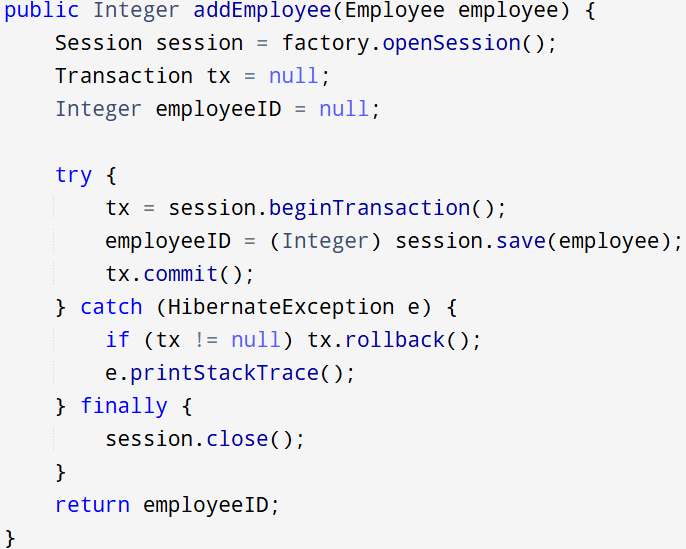 public Integer addEmployee(Employee employee) {
    Session session = factory.openSession();
    Transaction tx = null;
    Integer employeeID = null;

    try {
        tx = session.beginTransaction();
        employeeID = (Integer) session.save(employee);
        tx.commit();
    } catch (HibernateException e) {
        if (tx != null) tx.rollback();
        e.printStackTrace();
    } finally {
        session.close();
    }
    return employeeID;
}